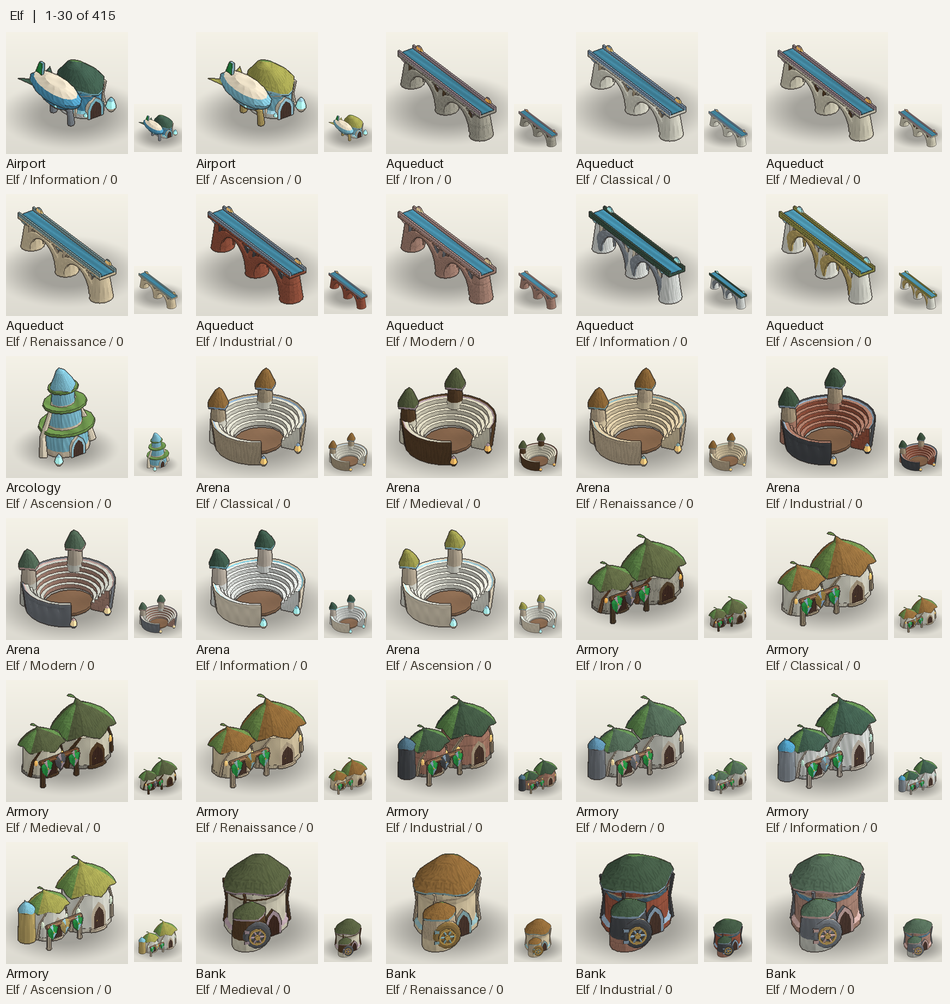 Elf | 1-30 of 415
Airport
Elf / Information / 0
Airport
Elf / Ascension / 0
Aqueduct
Elf / Iron / 0
Aqueduct
Elf / Classical / 0
Aqueduct
Elf / Medieval / 0
Aqueduct
Elf / Renaissance / 0
Aqueduct
Elf / Industrial / 0
Aqueduct
Elf / Modern / 0
Aqueduct
Elf / Information / 0
Aqueduct
Elf / Ascension / 0
Arcology
Elf / Ascension / 0
Arena
Elf / Classical / 0
Arena
Elf / Medieval / 0
Arena
Elf / Renaissance / 0
Arena
Elf / Industrial / 0
Arena
Elf / Modern / 0
Arena
Elf / Information / 0
Arena
Elf / Ascension / 0
Armory
Elf / Iron / 0
Armory
Elf / Classical / 0
Armory
Elf / Medieval / 0
Armory
Elf / Renaissance / 0
Armory
Elf / Industrial / 0
Armory
Elf / Modern / 0
Armory
Elf / Information / 0
Armory
Elf / Ascension / 0
Bank
Elf / Medieval / 0
Bank
Elf / Renaissance / 0
Bank
Elf / Industrial / 0
Bank
Elf / Modern / 0